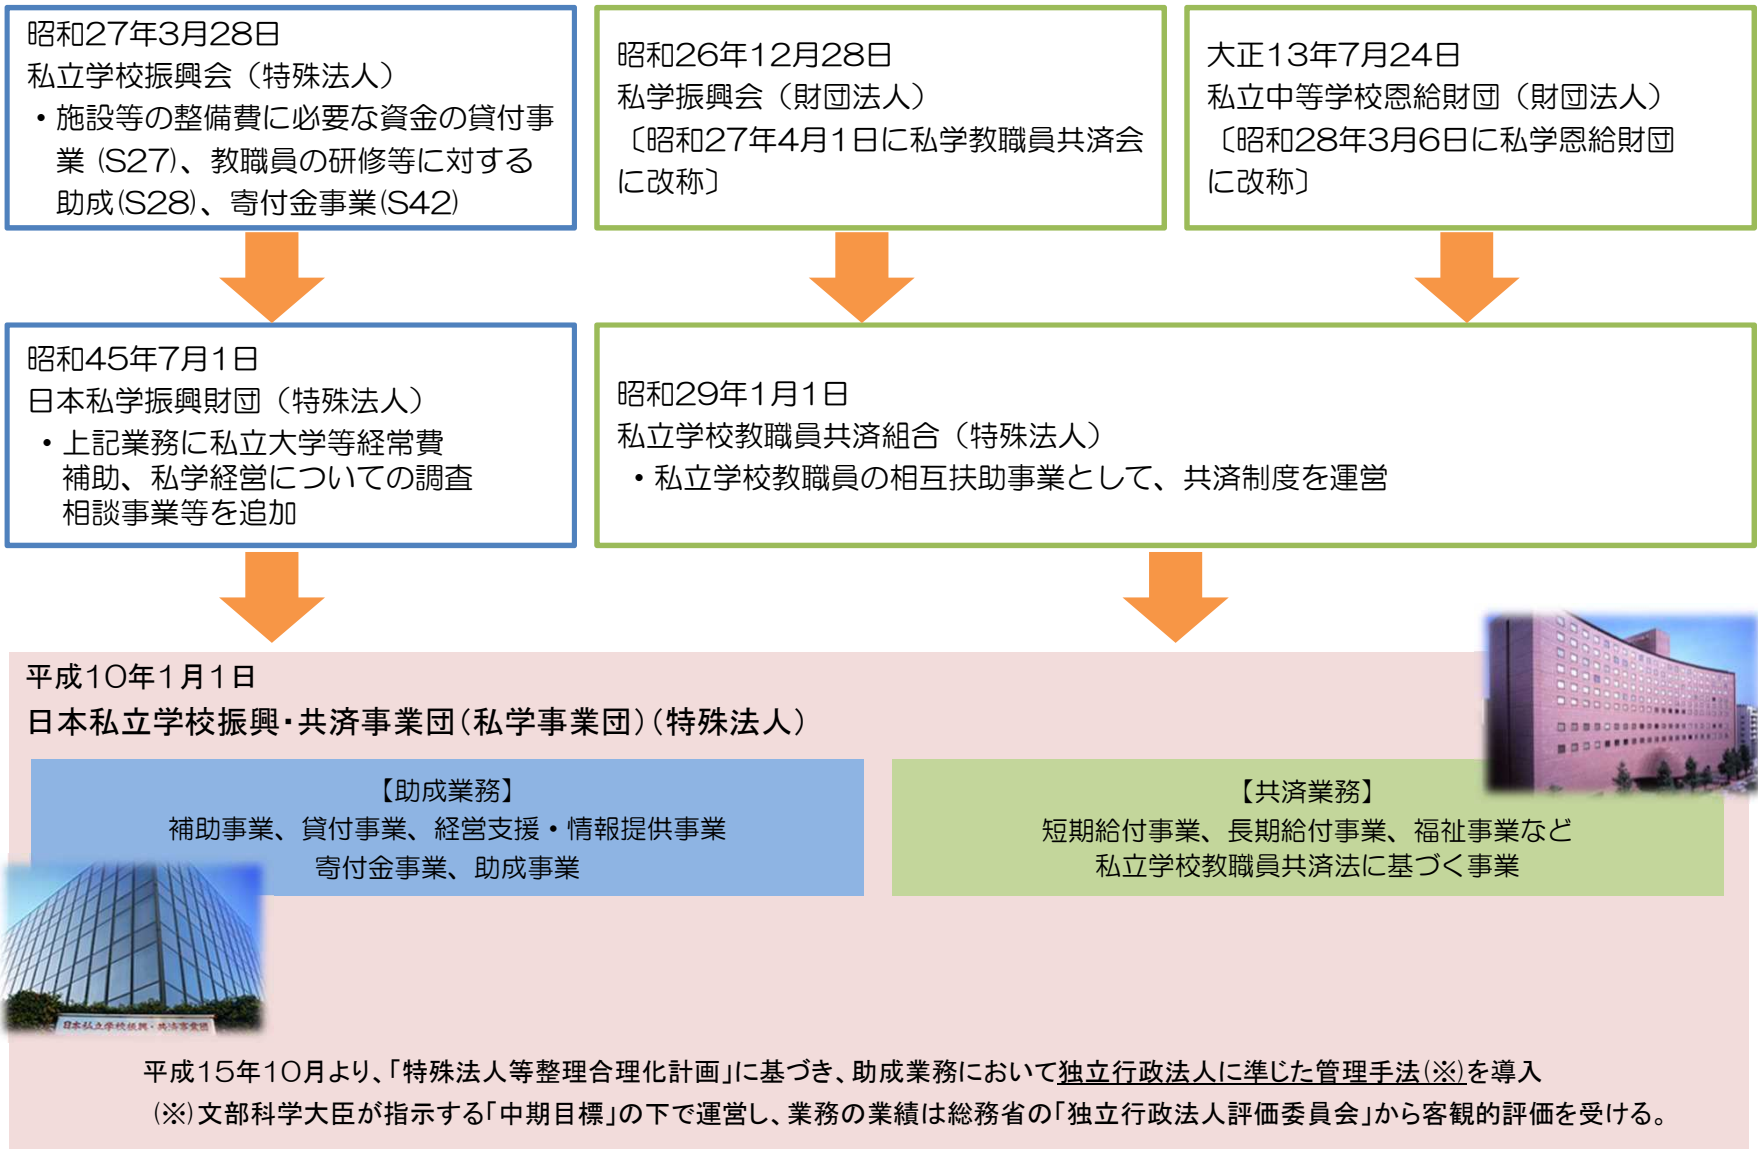 昭和27年3月28日
私立学校振興会（特殊法人）
・施設等の整備費に必要な資金の貸付事
業 (S27)、教職員の研修等に対する
助成(S28)、寄付金事業(S42)
昭和26年12月28日
私学振興会（財団法人）
〔昭和27年4月1日に私学教職員共済会
に改称〕
大正13年7月24日
私立中等学校恩給財団（財団法人）
〔昭和28年3月6日に私学恩給財団
に改称〕
昭和45年7月1日
日本私学振興財団（特殊法人）
・上記業務に私立大学等経常費
補助、私学経営についての調査
相談事業等を追加
昭和29年1月1日
私立学校教職員共済組合（特殊法人）
・私立学校教職員の相互扶助事業として、共済制度を運営
平成10年1月1日
日本私立学校振興・共済事業団(私学事業団)(特殊法人)
【助成業務】
補助事業、貸付事業、経営支援・情報提供事業
寄付金事業、助成事業
【共済業務】
短期給付事業、長期給付事業、福祉事業など
私立学校教職員共済法に基づく事業
日本私立学校振興・共済事業団
平成15年10月より、「特殊法人等整理合理化計画」に基づき、助成業務において独立行政法人に準じた管理手法(※)を導入
(※)文部科学大臣が指示する「中期目標」の下で運営し、業務の業績は総務省の「独立行政法人評価委員会」から客観的評価を受ける。